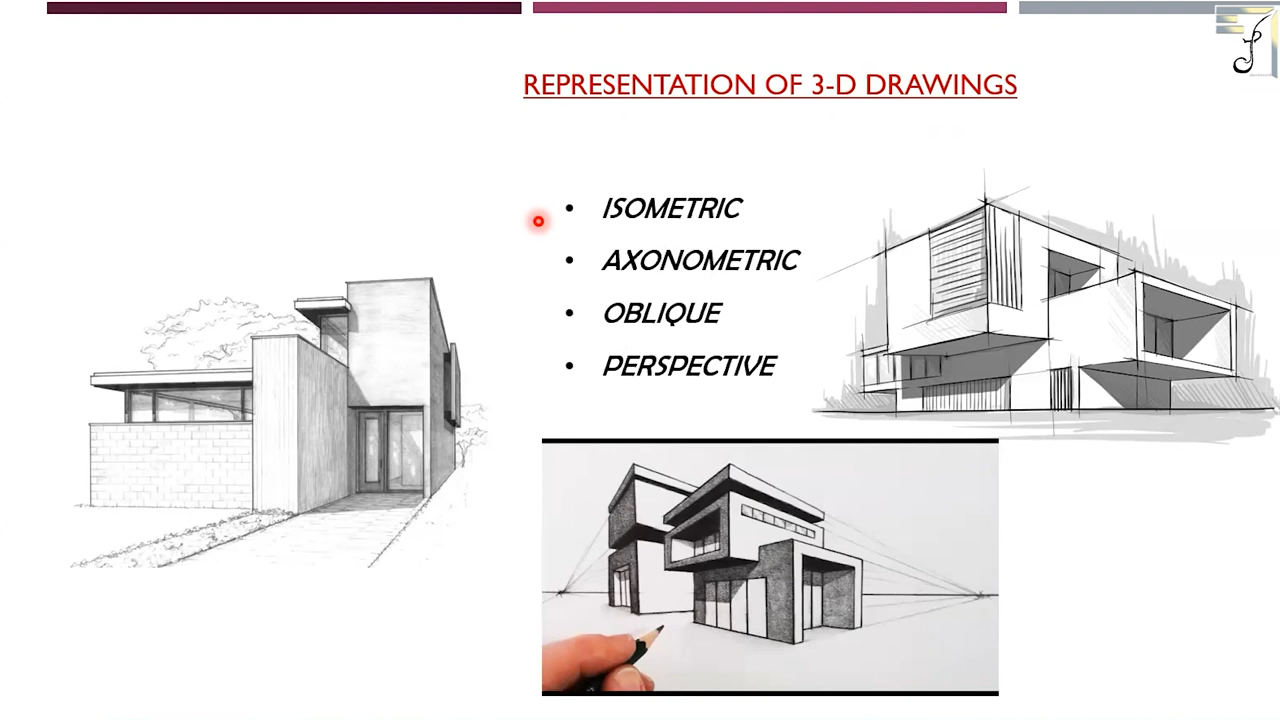 REPRESENTATION OF 3-D DRAWINGS
• ISOMETRIC
• AXONOMETRIC
• OBLIQUE
• PERSPECTIVE